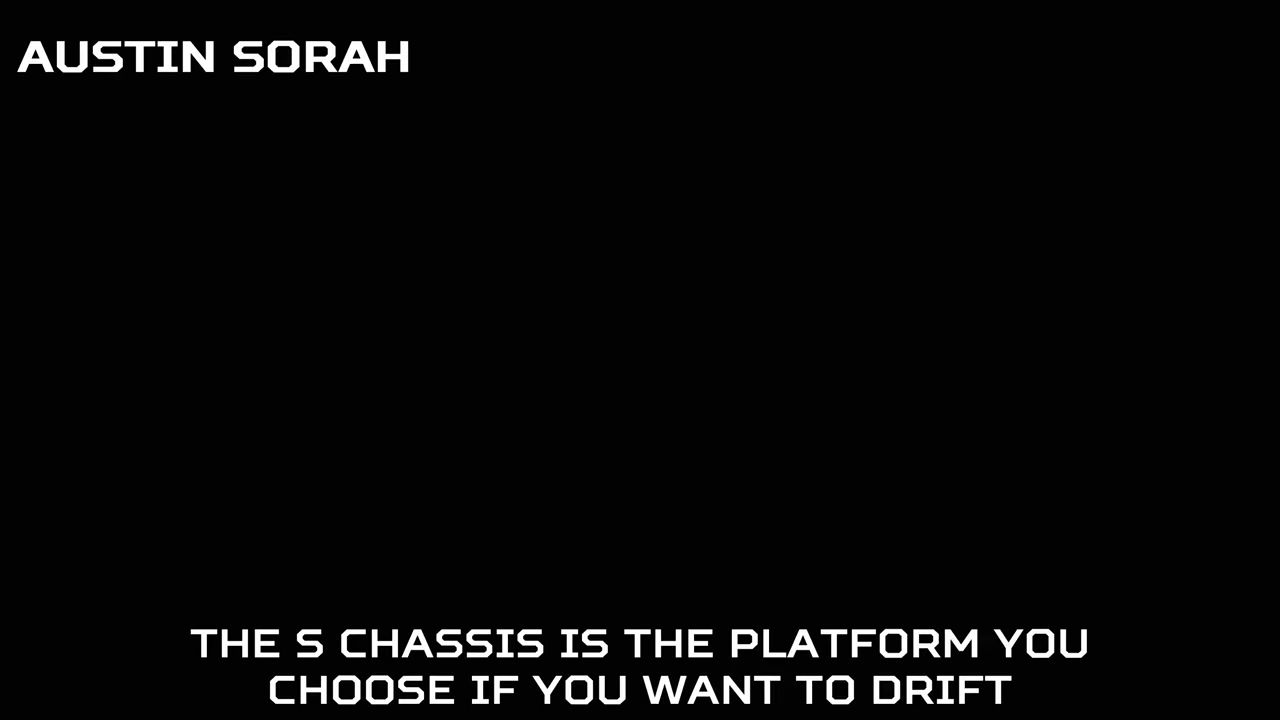 AUSTIN SORAH
THE S CHASSIS IS THE PLATFORM YOU
CHOOSE IF YOU WANT TO DRIFT